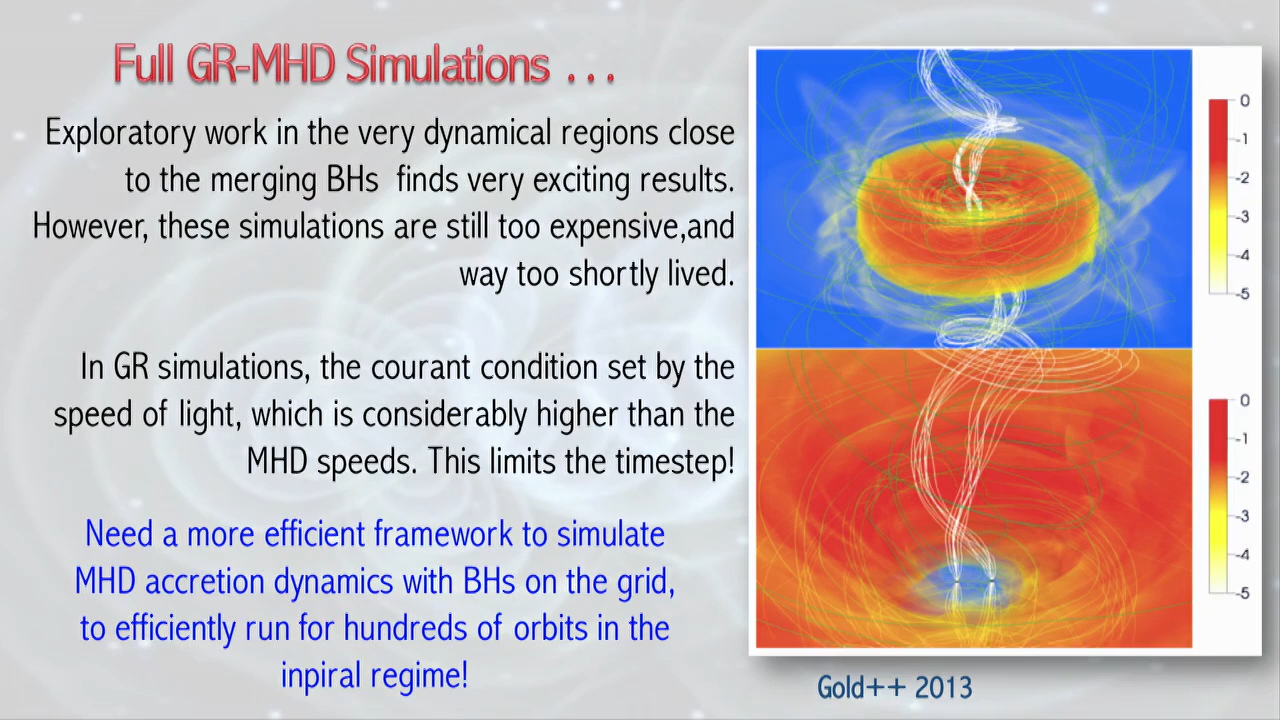 Full GR-MHD Simulations ...
Exploratory work in the very dynamical regions close
to the merging BHs finds very exciting results.
However, these simulations are still too expensive,and
way too shortly lived.
In GR simulations, the courant condition set by the
speed of light, which is considerably higher than the
MHD speeds. This limits the timestep!
Need a more efficient framework to simulate
MHD accretion dynamics with BHs on the grid,
to efficiently run for hundreds of orbits in the
inpiral regime!
0
-1
-2
-3
-4
-5
0
-1
-2
-3
-4
-5
Gold++ 2013